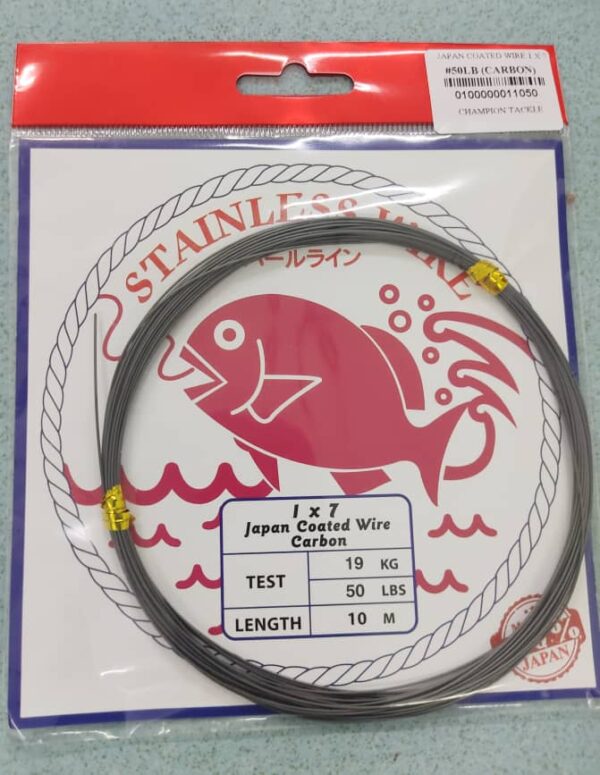 JAPAN COATED WIRE 1 X
#50LB (CARBON)
0100000011050
CHAMPION TACKLE
STAINLESS WIRE
ールライン
1 x 7
Japan Coated Wire
Carbon
TEST
19 KG
50 LBS
LENGTH
10 M
JAPAN